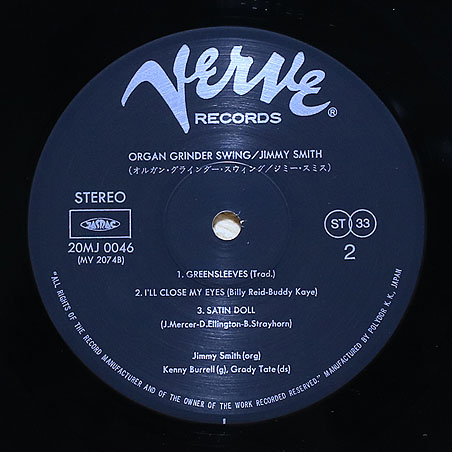 Verve
RECORDS ®
ORGAN GRINDER SWING/JIMMY SMITH
(オルガン・グラインダー・スウィング/ジミー・スミス)
STEREO
JASRAC
20MJ 0046
(MV 2074B)
ST 33
2
1. GREENSLEEVES (Trad.)
2. I'LL CLOSE MY EYES (Billy Reid-Buddy Kaye)
3. SATIN DOLL
(J.Mercer-D.Ellington-B.Strayhorn)
Jimmy Smith(org)
Kenny Burrell(g), Grady Tate(ds)
"ALL RIGHTS OF THE RECORD MANUFACTURER AND OF THE OWNER OF THE WORK RECORDED RESERVED." MANUFACTURED BY POLYDOR K.K., JAPAN